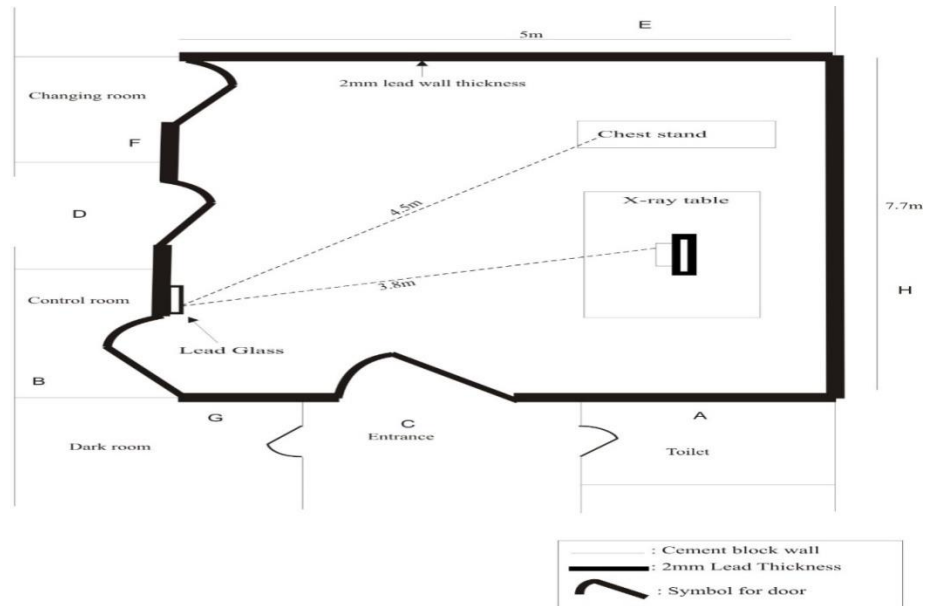 E
5m
2mm lead wall thickness
Changing room
F
Chest stand
D
X-ray table
4.5m
7.7m
3.8m
H
Control room
Lead Glass
B
G
C
A
Dark room
Entrance
Toilet
: Cement block wall
: 2mm Lead Thickness
: Symbol for door